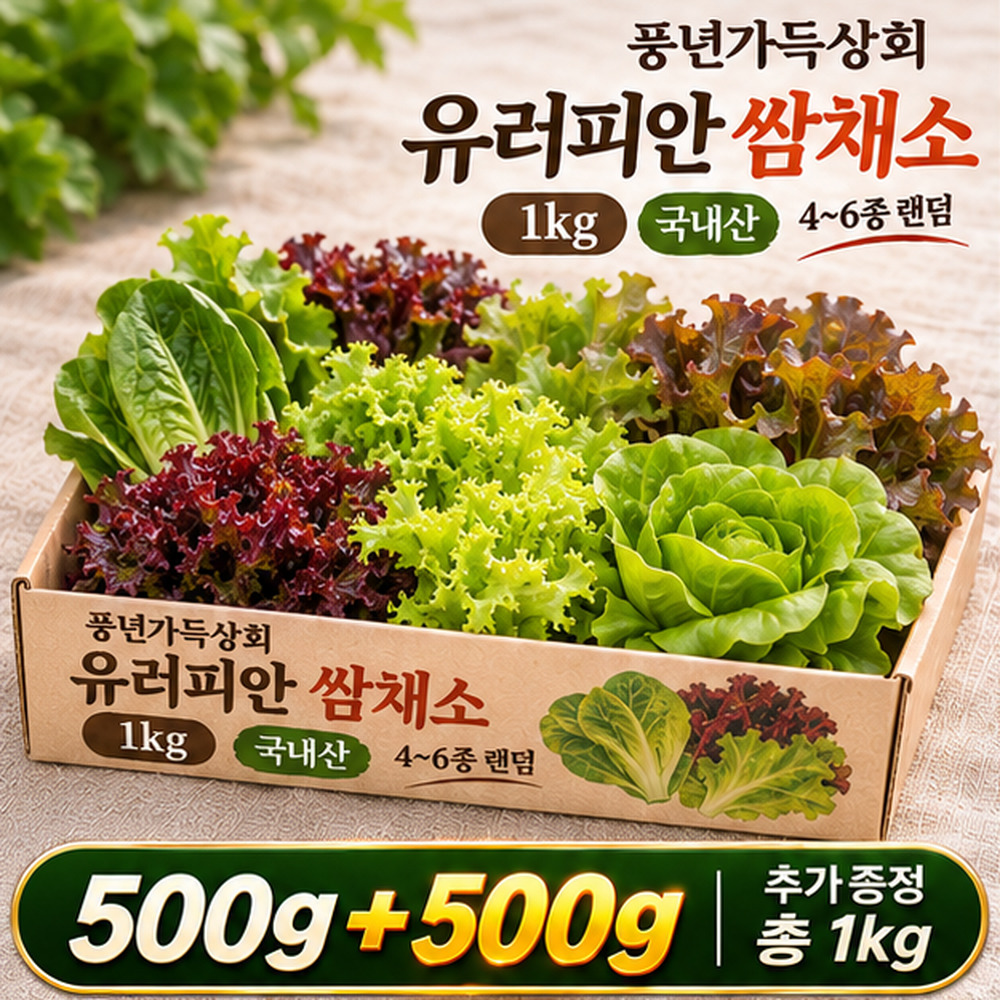 풍년가득상회
유러피안 쌈채소
1kg 국내산 4~6종 랜덤
풍년가득상회
유러피안 쌈채소
1kg 국내산 4~6종 랜덤
500g+500g
추가 종정
총 1kg